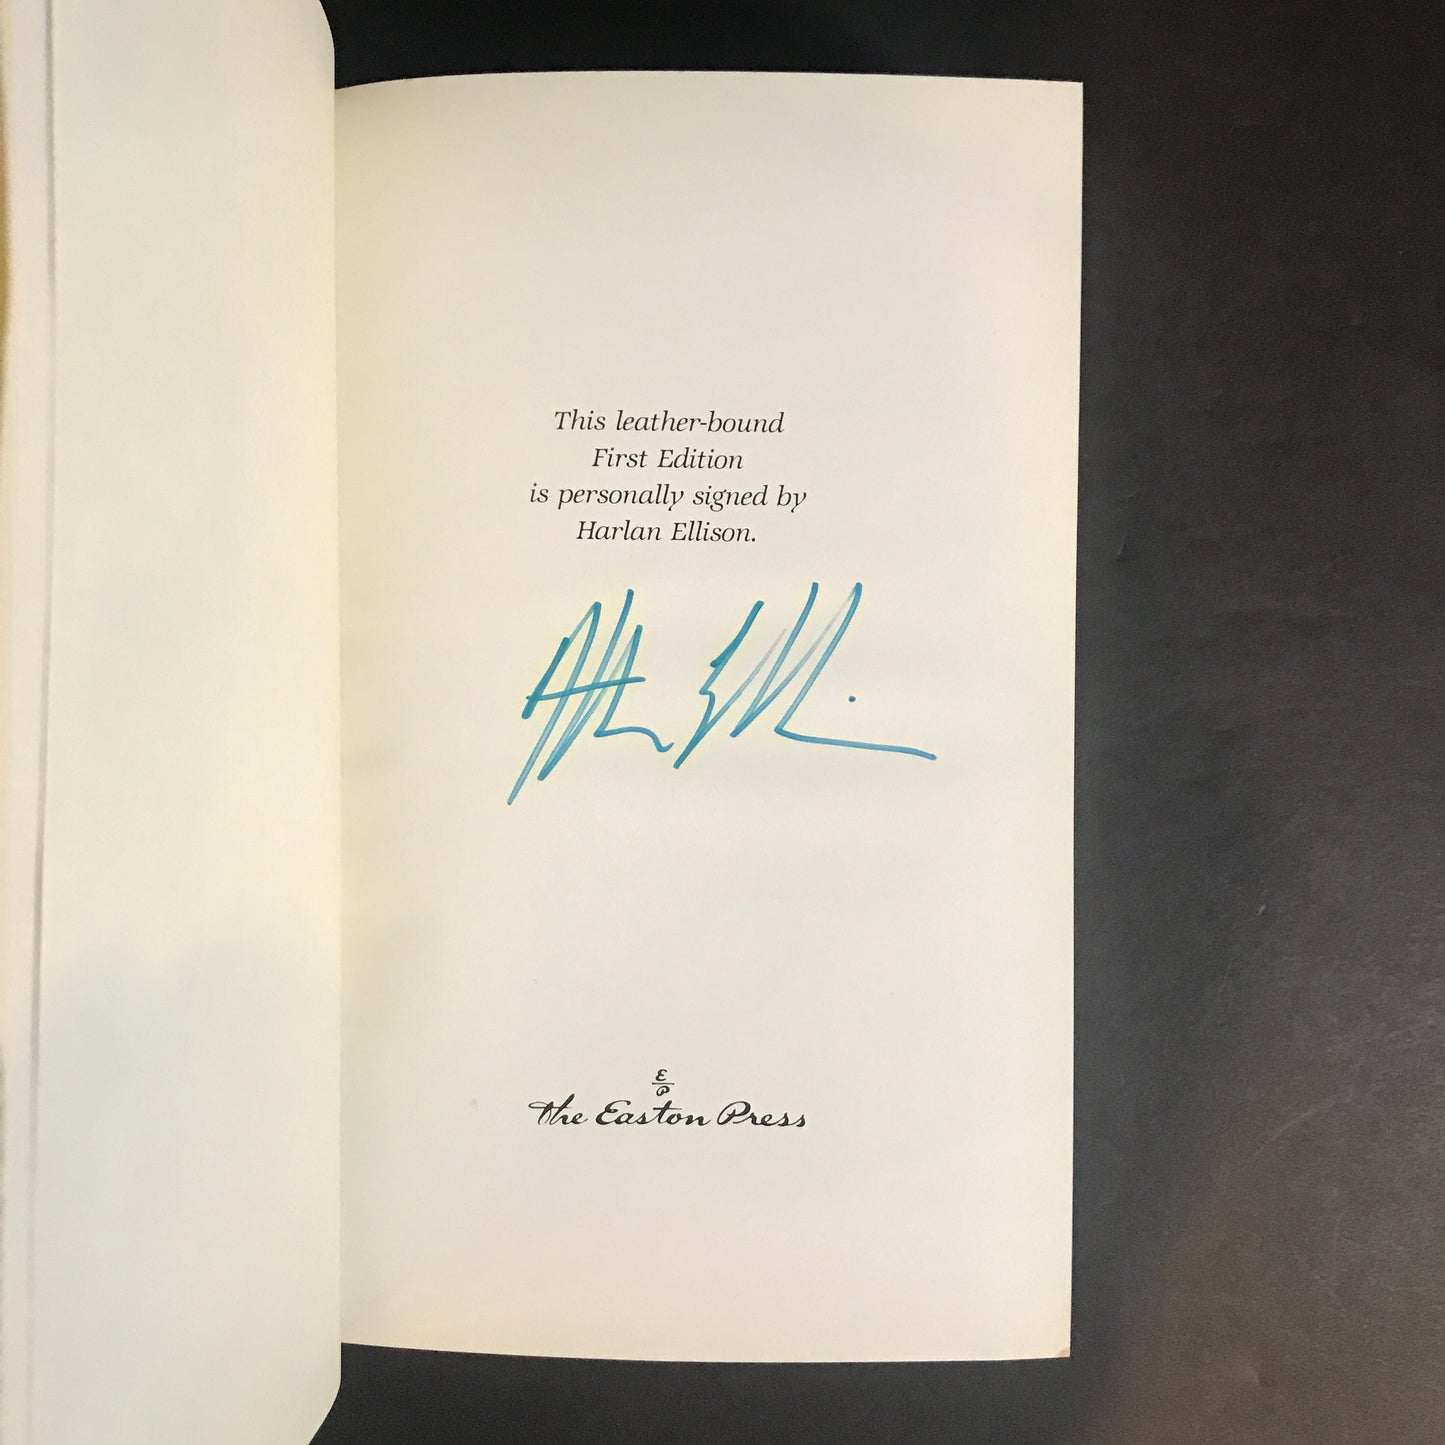 This leather-bound
First Edition
is personally signed by
Harlan Ellison.
E
P
The Easton Press